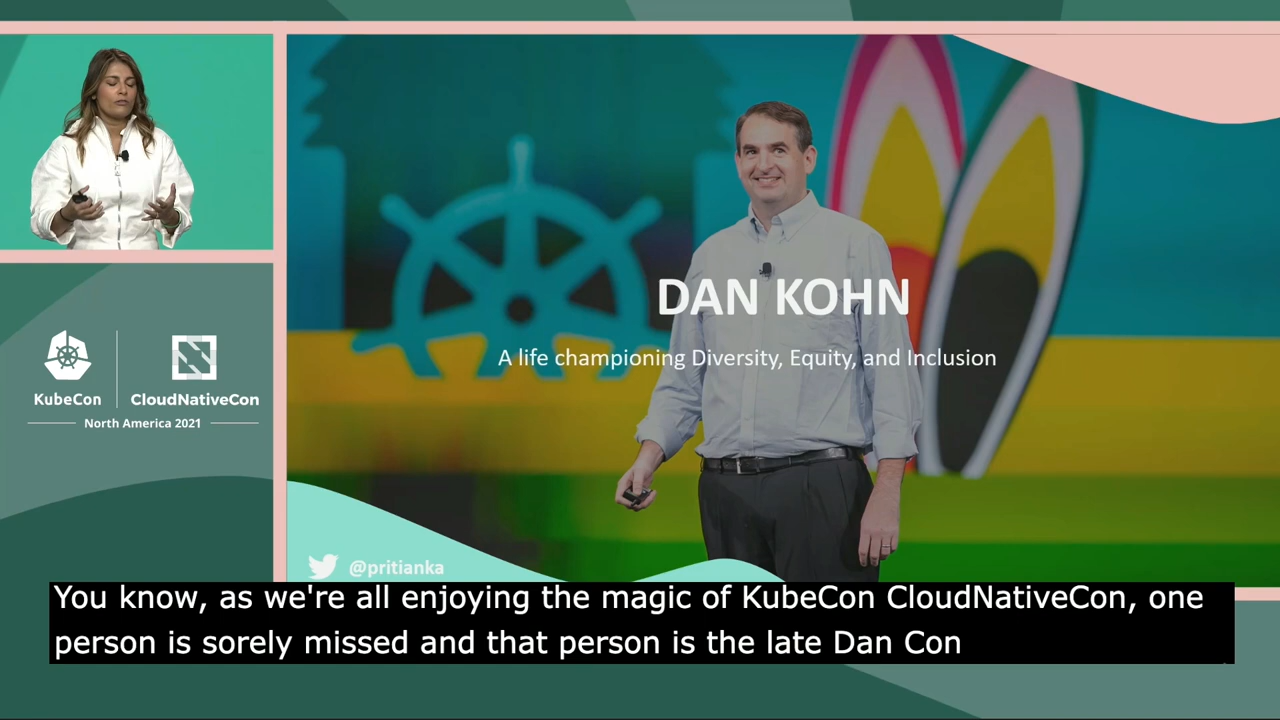 DAN KOHN
A life championing Diversity, Equity, and Inclusion
KubeCon
CloudNativeCon
North America 2021
@pritianka
You know, as we're all enjoying the magic of KubeCon CloudNativeCon, one
person is sorely missed and that person is the late Dan Con